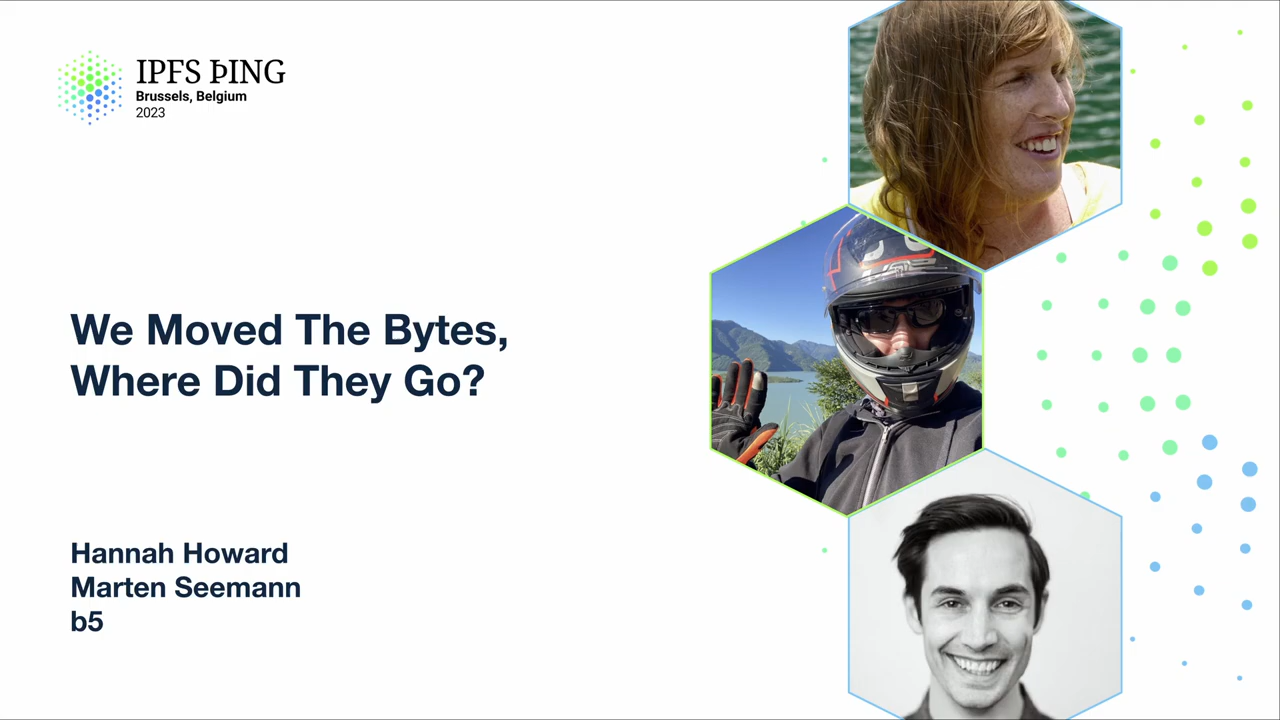 IPFS ÞING
Brussels, Belgium
2023
We Moved The Bytes,
Where Did They Go?
Hannah Howard
Marten Seemann
b5